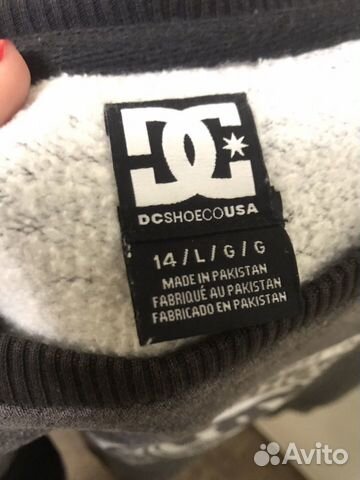 DC
DCSHOECOUSA
14/L/G/G
MADE IN PAKISTAN
FABRIQUÉ AU PAKISTAN
FABRICADO EN PAKISTAN
Avito